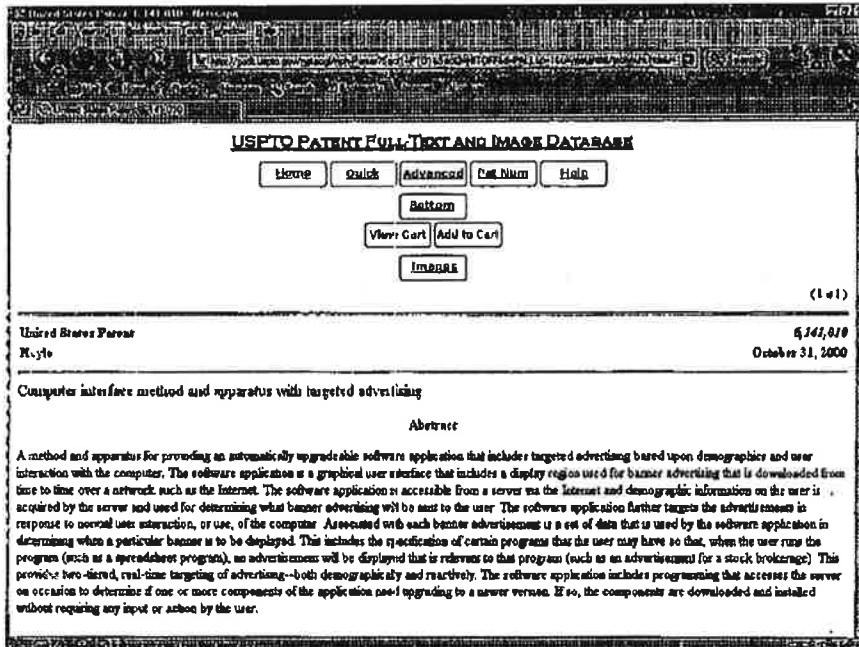 USPTO PATENT FULL-TEXT AND IMAGE DATABASE
Home Quick Advanced Pat Num Help
Bottom
View Cart Add to Cart
Images
(1 of 1)
United States Patent 6,141,010
Hoyle October 31, 2000
Computer interface method and apparatus with targeted advertising
Abstract
A method and apparatus for providing an automatically upgradeable software application that includes targeted advertising based upon demographics and user
interaction with the computer. The software application is a graphical user interface that includes a display region used for banner advertising that is downloaded from
time to time over a network such as the Internet. The software application is accessible from a server via the Internet and demographic information on the user is
acquired by the server and used for determining what banner advertising will be sent to the user. The software application further targets the advertisements in
response to normal user interaction, or use, of the computer. Associated with each banner advertisement is a set of data that is used by the software application in
determining when a particular banner is to be displayed. This includes the specification of certain programs that the user may have so that, when the user runs the
program (such as a spreadsheet program), an advertisement will be displayed that is relevant to that program (such as an advertisement for a stock brokerage). This
provides two-tiered, real-time targeting of advertising--both demographically and reactively. The software application includes programming that accesses the server
on occasion to determine if one or more components of the application need upgrading to a newer version. If so, the components are downloaded and installed
without requiring any input or action by the user.